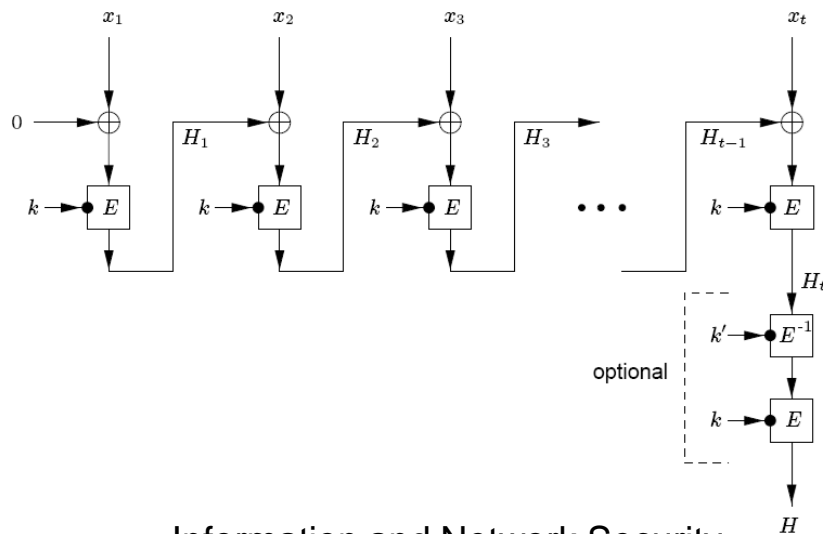 x₁ x₂ x₃ xₜ
0 H₁ H₂ H₃ Hₜ₋₁
k E k E k E • • • k E
Hₜ
k′ E⁻¹
optional
k E
H
Information and Network Security